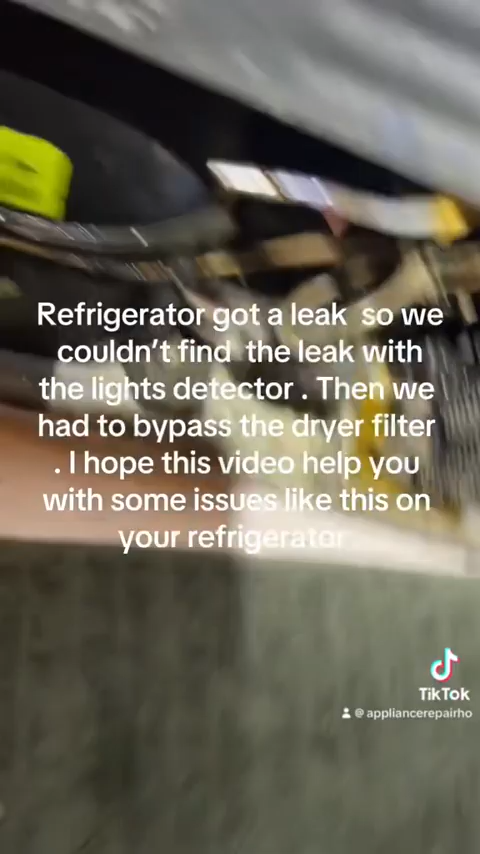 Refrigerator got a leak  so we
couldn't find  the leak with
the lights detector . Then we
had to bypass the dryer filter
. I hope this video help you
with some issues like this on
your refrigerator
TikTok
@ appliancerepairho